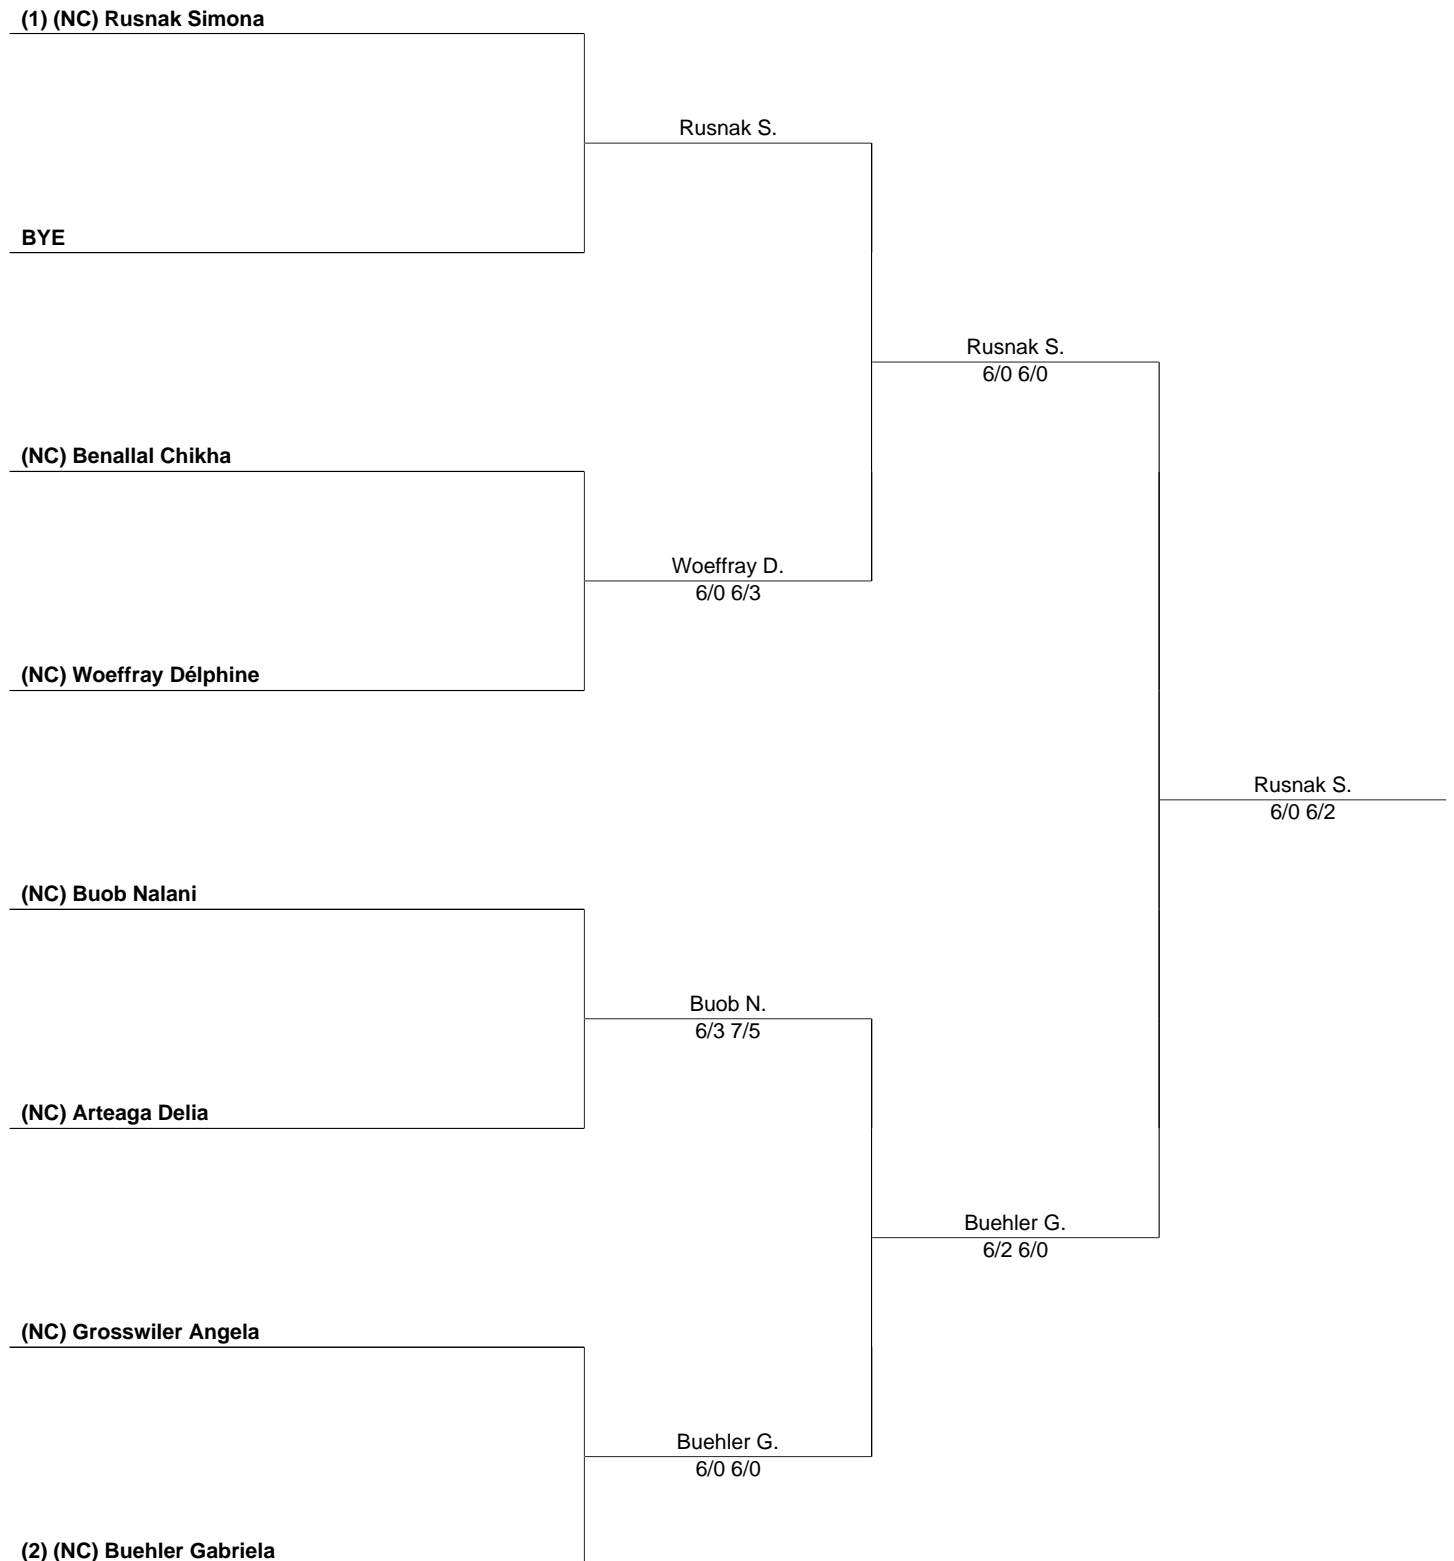 (1) (NC) Rusnak Simona
Rusnak S.
BYE
Rusnak S.
6/0 6/0
(NC) Benallal Chikha
Woeffray D.
6/0 6/3
(NC) Woeffray Délphine
Rusnak S.
6/0 6/2
(NC) Buob Nalani
Buob N.
6/3 7/5
(NC) Arteaga Delia
Buehler G.
6/2 6/0
(NC) Grosswiler Angela
Buehler G.
6/0 6/0
(2) (NC) Buehler Gabriela